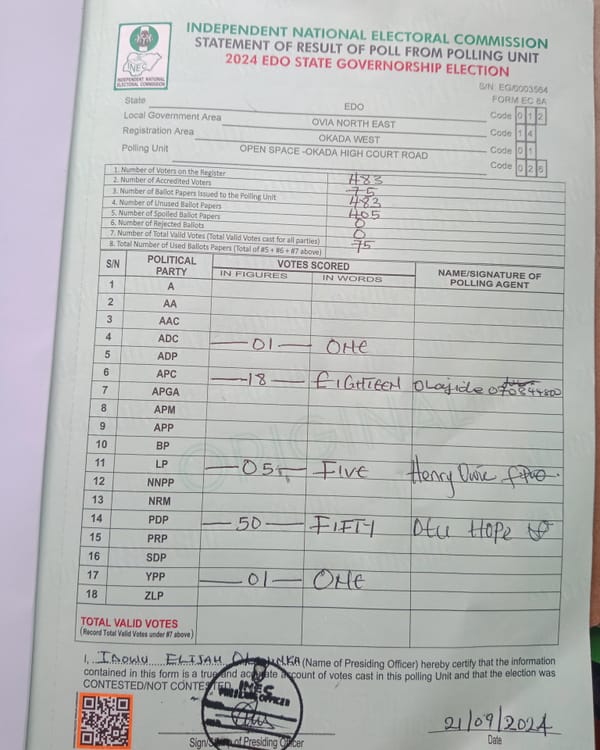 INDEPENDENT NATIONAL ELECTORAL COMMISSION
STATEMENT OF RESULT OF POLL FROM POLLING UNIT
2024 EDO STATE GOVERNORSHIP ELECTION
INEC
INDEPENDENT NATIONAL
ELECTORAL COMMISSION
S/N: EG/0003564
FORM EC 8A
State EDO Code 0 1 2
Local Government Area OVIA NORTH EAST Code 1 4
Registration Area OKADA WEST Code 0 1
Polling Unit OPEN SPACE -OKADA HIGH COURT ROAD Code 0 2 6
1. Number of Voters on the Register 483
2. Number of Accredited Voters 75
3. Number of Ballot Papers Issued to the Polling Unit 483
4. Number of Unused Ballot Papers 405
5. Number of Spoiled Ballot Papers 0
6. Number of Rejected Ballots 0
7. Number of Total Valid Votes (Total Valid Votes cast for all parties) 75
8. Total Number of Used Ballots Papers (Total of #5 + #6 + #7 above)
S/N POLITICAL PARTY VOTES SCORED NAME/SIGNATURE OF POLLING AGENT
IN FIGURES IN WORDS
1 A
2 AA
3 AAC
4 ADC 01 ONE
5 ADP
6 APC 18 EIGHTEEN Olajide
7 APGA
8 APM
9 APP
10 BP
11 LP 05 FIVE Henry
12 NNPP
13 NRM
14 PDP 50 FIFTY Otu Hope
15 PRP
16 SDP
17 YPP 01 ONE
18 ZLP
ORIGINAL
TOTAL VALID VOTES
(Record Total Valid Votes under #7 above)
I, IDOWU ELIJAH (Name of Presiding Officer) hereby certify that the information
contained in this form is a true and accurate account of votes cast in this polling Unit and that the election was
CONTESTED/NOT CONTESTED
INEC
PRESIDING OFFICER
21/09/2024
Sign/Stamp of Presiding Officer Date